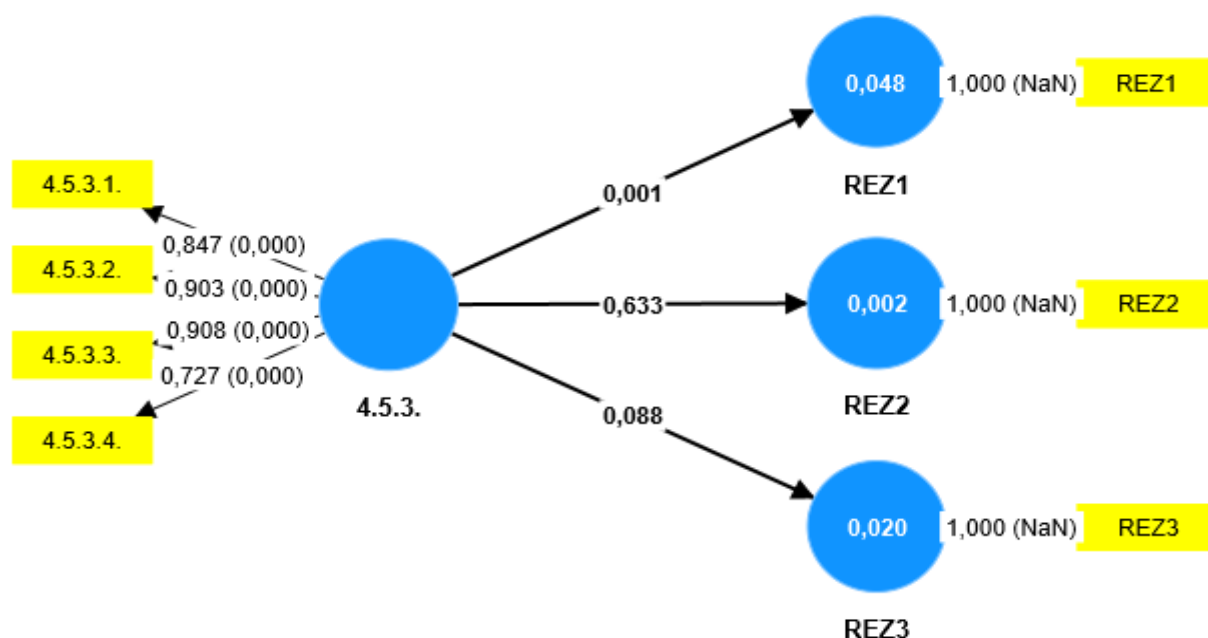 4.5.3.1.
4.5.3.2.
4.5.3.3.
4.5.3.4.
0,847 (0,000)
0,903 (0,000)
0,908 (0,000)
0,727 (0,000)
4.5.3.
0,001
0,633
0,088
0,048
REZ1
1,000 (NaN)
REZ1
0,002
REZ2
1,000 (NaN)
REZ2
0,020
REZ3
1,000 (NaN)
REZ3